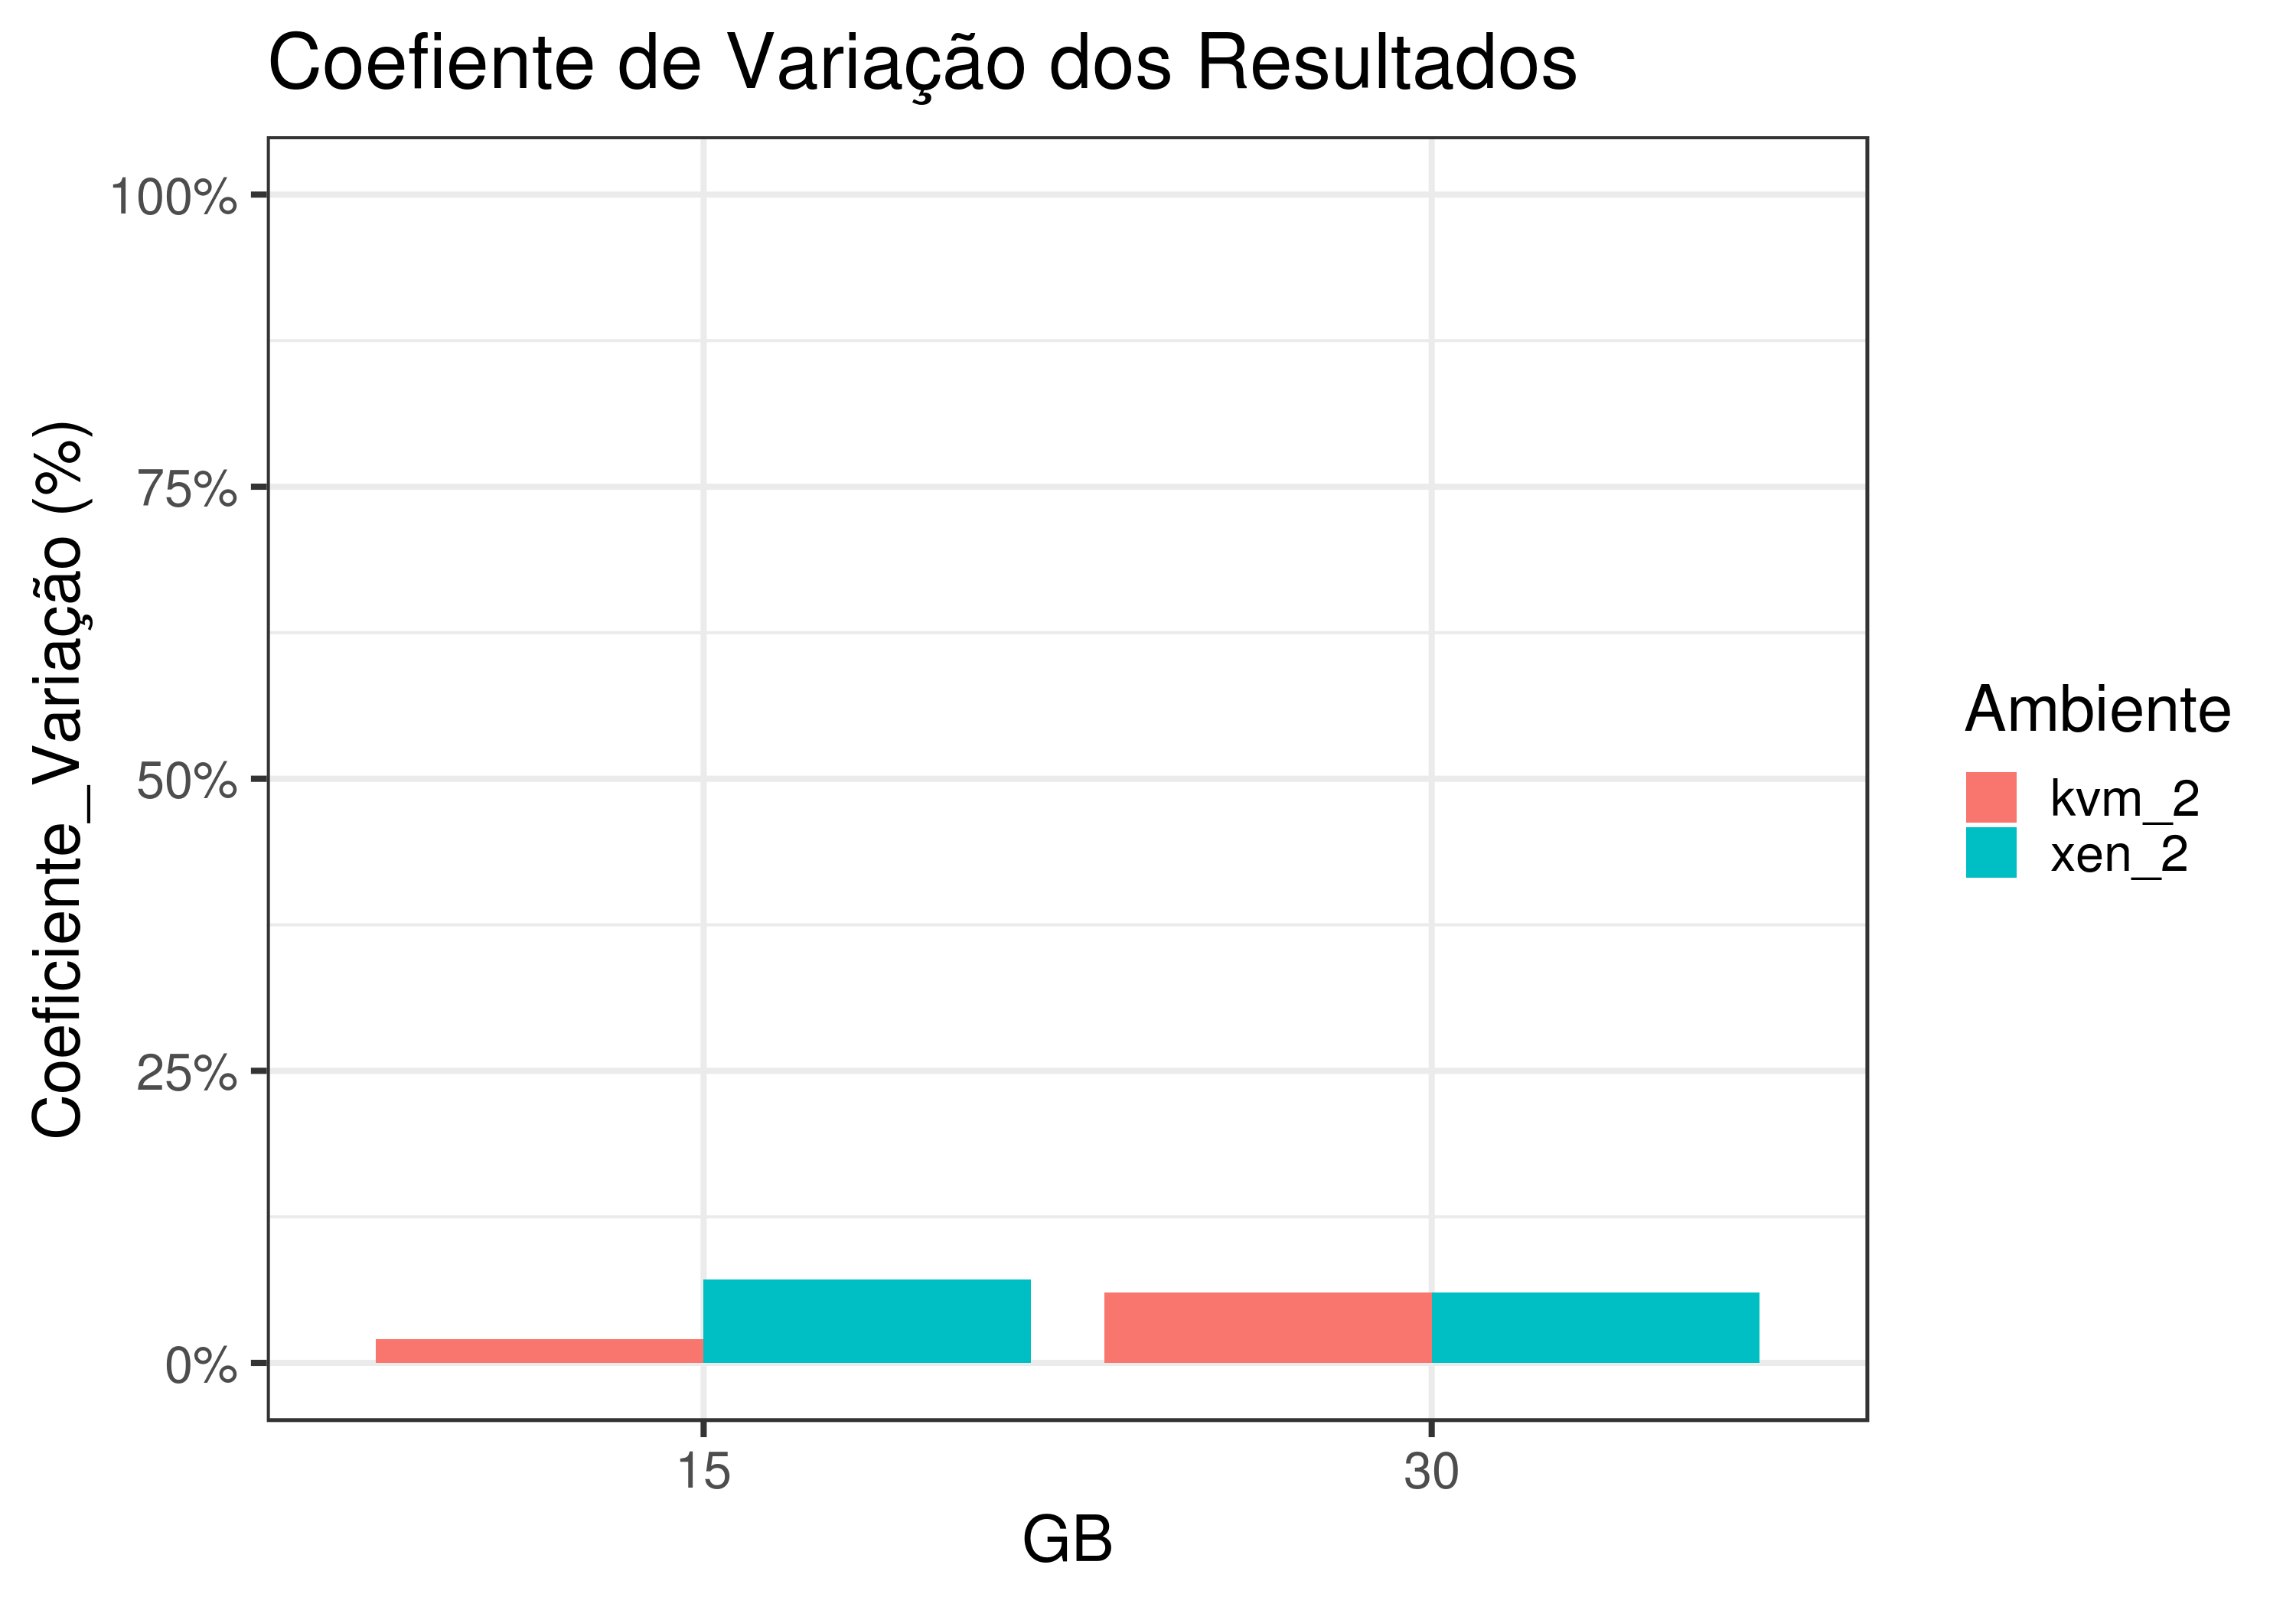 Coefiente de Variação dos Resultados
Coeficiente_Variação (%)
100%
75%
50%
25%
0%
15
30
GB
Ambiente
kvm_2
xen_2